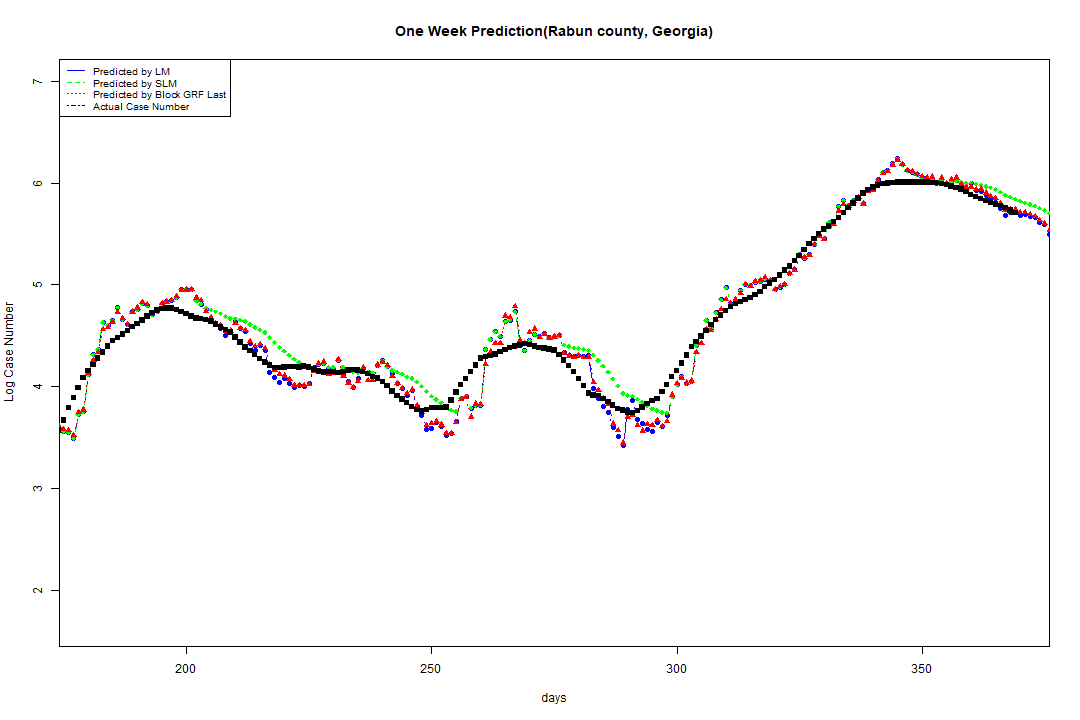 One Week Prediction(Rabun county, Georgia)
Predicted by LM
Predicted by SLM
Predicted by Block GRF Last
Actual Case Number
7
6
5
4
3
2
Log Case Number
200
250
300
350
days